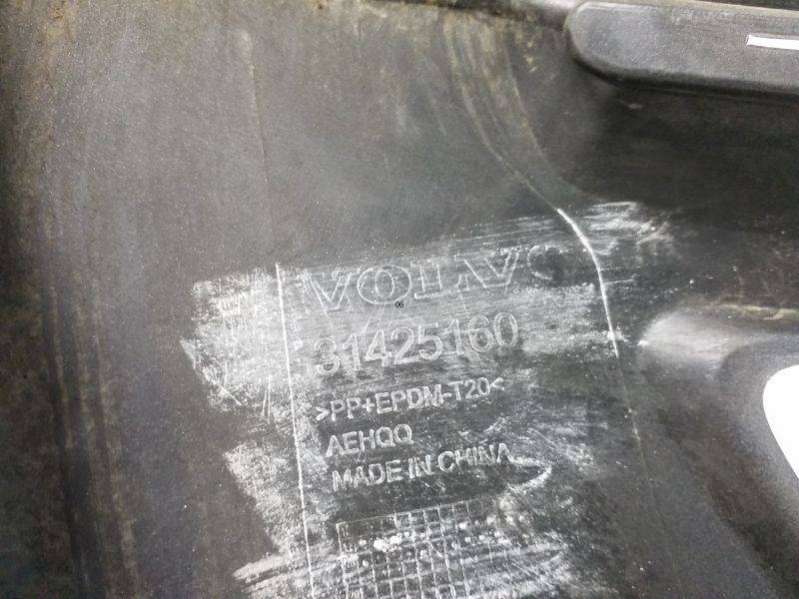 VOLVO
31425160
>PP+EPDM-T20<
AEHQQ
MADE IN CHINA